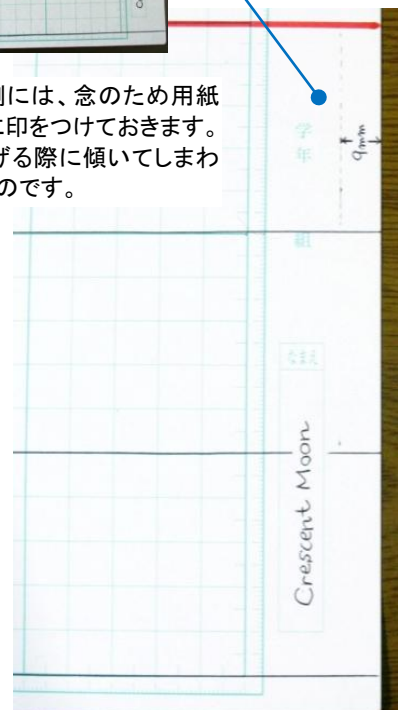 側には、念のため用紙
に印をつけておきます。
げる際に傾いてしまわ
のです。
学年
9mm
組
なまえ
Crescent Moon